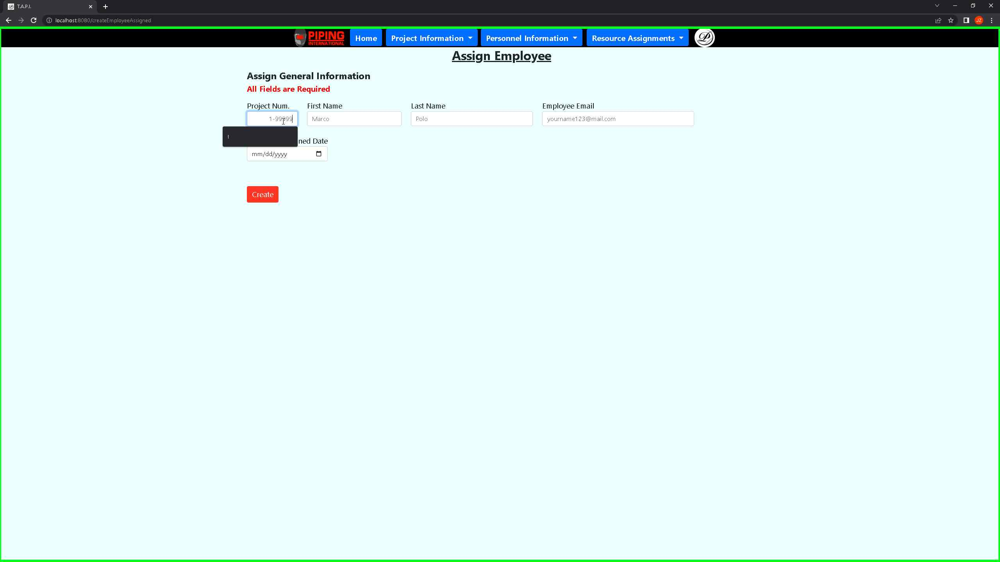 T.A.P.I.
localhost:8080/createEmployeeAssigned
JZ
PIPING
INTERNATIONAL
Home
Project Information
Personnel Information
Resource Assignments
Assign Employee
Assign General Information
All Fields are Required
Project Num.
First Name
Last Name
Employee Email
1-99999
Marco
Polo
yourname123@mail.com
1
ned Date
mm/dd/yyyy
Create